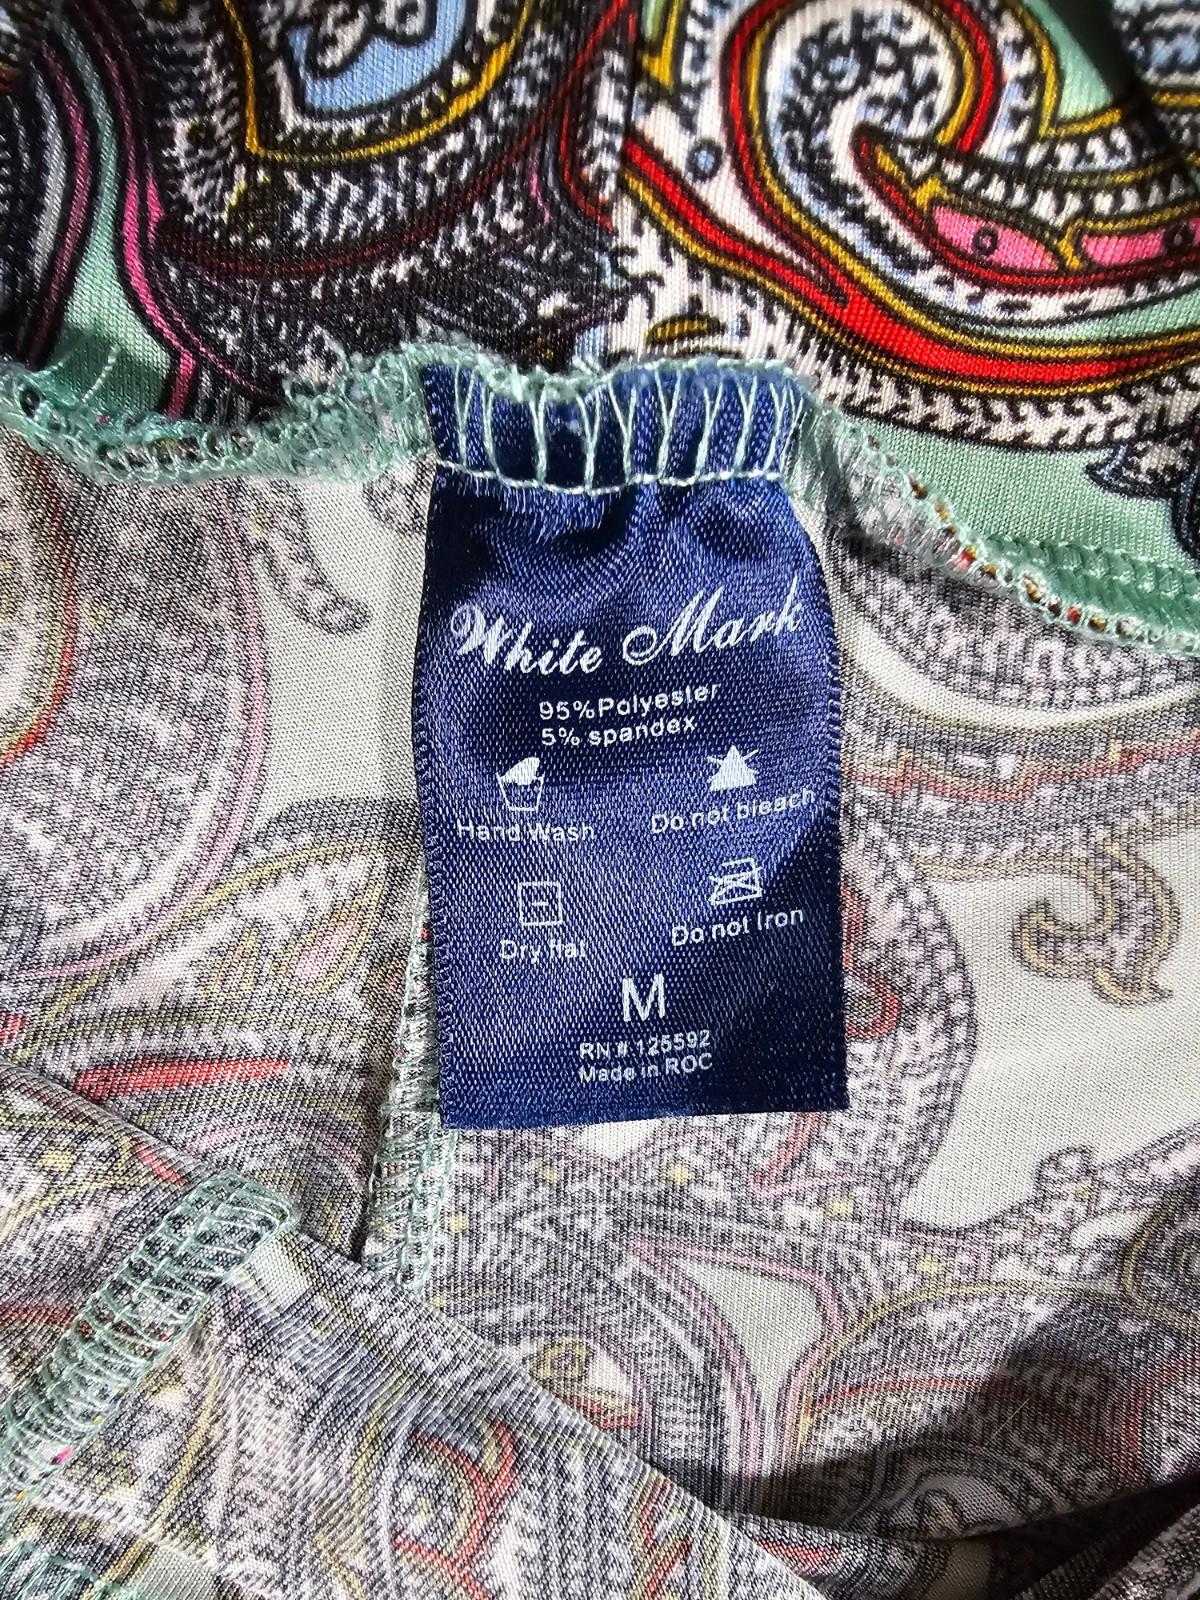 White Mark
95%Polyester
5% spandex
Hand Wash
Do not bleach
Dry flat
Do not Iron
M
RN # 125592
Made in ROC